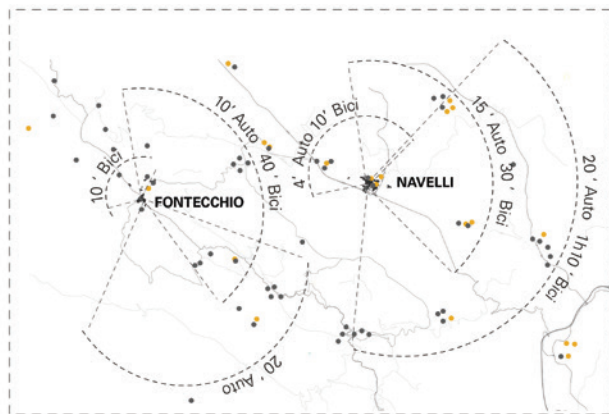 10' Auto 40' Bici
10' Bici
FONTECCHIO
20' Auto
4' Auto 10' Bici
NAVELLI
15' Auto 30' Bici
20' Auto 1h10' Bici